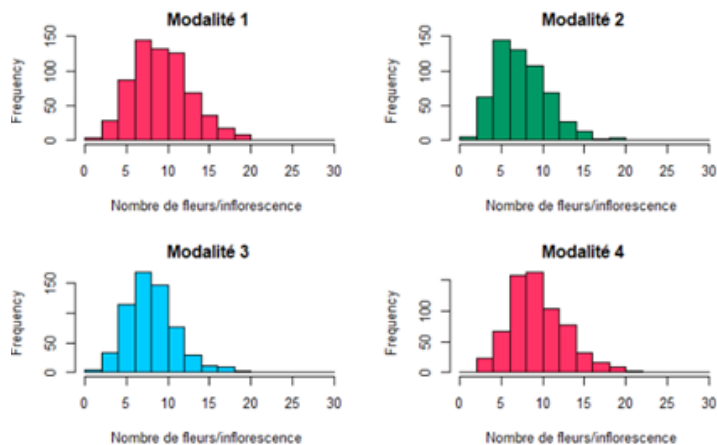 Modalité 1
Frequency
0 50 100 150
0 5 10 15 20 25 30
Nombre de fleurs/inflorescence
Modalité 2
Frequency
0 50 100 150
0 5 10 15 20 25 30
Nombre de fleurs/inflorescence
Modalité 3
Frequency
0 50 150
0 5 10 15 20 25 30
Nombre de fleurs/inflorescence
Modalité 4
Frequency
0 50 100
0 5 10 15 20 25 30
Nombre de fleurs/inflorescence